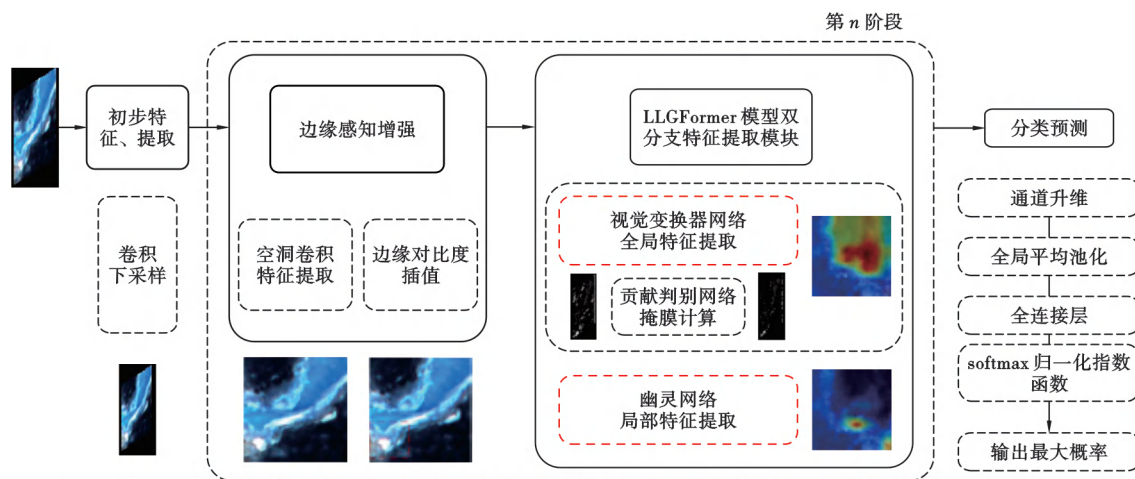 第 n 阶段
初步特
征、提取
卷积
下采样
边缘感知增强
空洞卷积
特征提取
边缘对比度
插值
LLGFormer 模型双
分支特征提取模块
视觉变换器网络
全局特征提取
贡献判别网络
掩膜计算
幽灵网络
局部特征提取
分类预测
通道升维
全局平均池化
全连接层
softmax 归一化指数
函数
输出最大概率